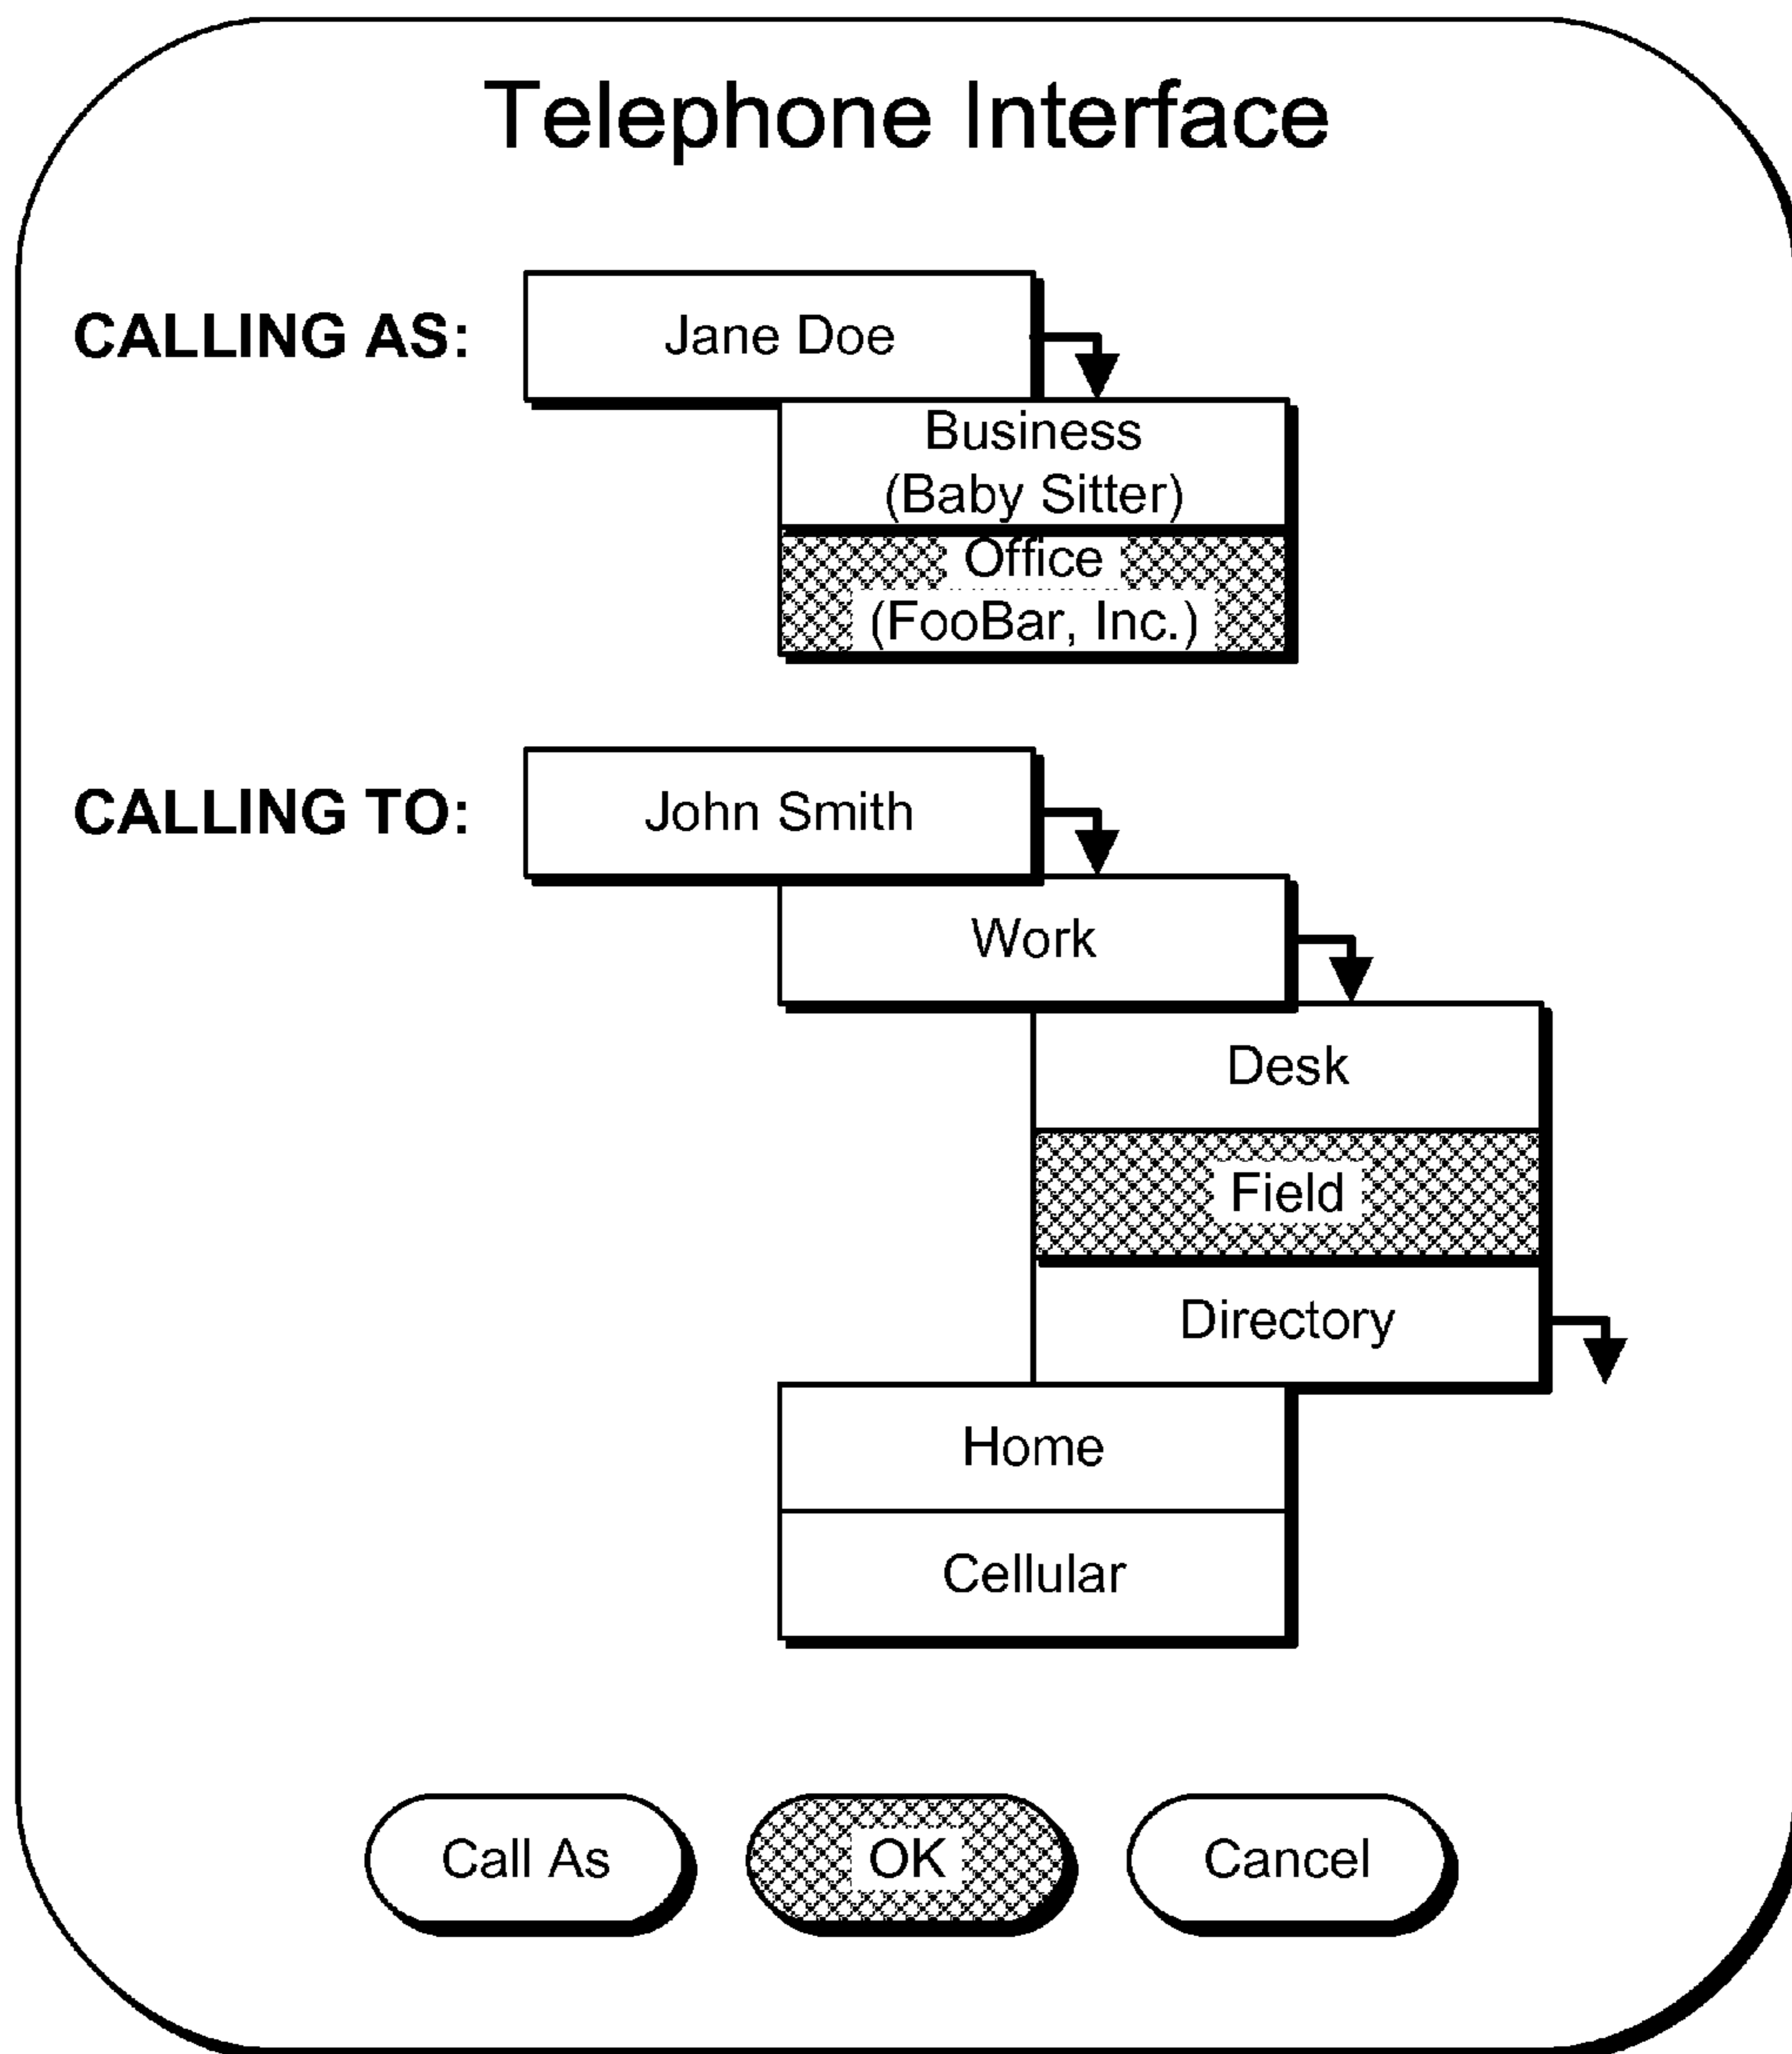 Telephone Interface
CALLING AS:
Jane Doe
Business
(Baby Sitter)
Office
(FooBar, Inc.)
CALLING TO:
John Smith
Work
Desk
Field
Directory
Home
Cellular
Call As
OK
Cancel